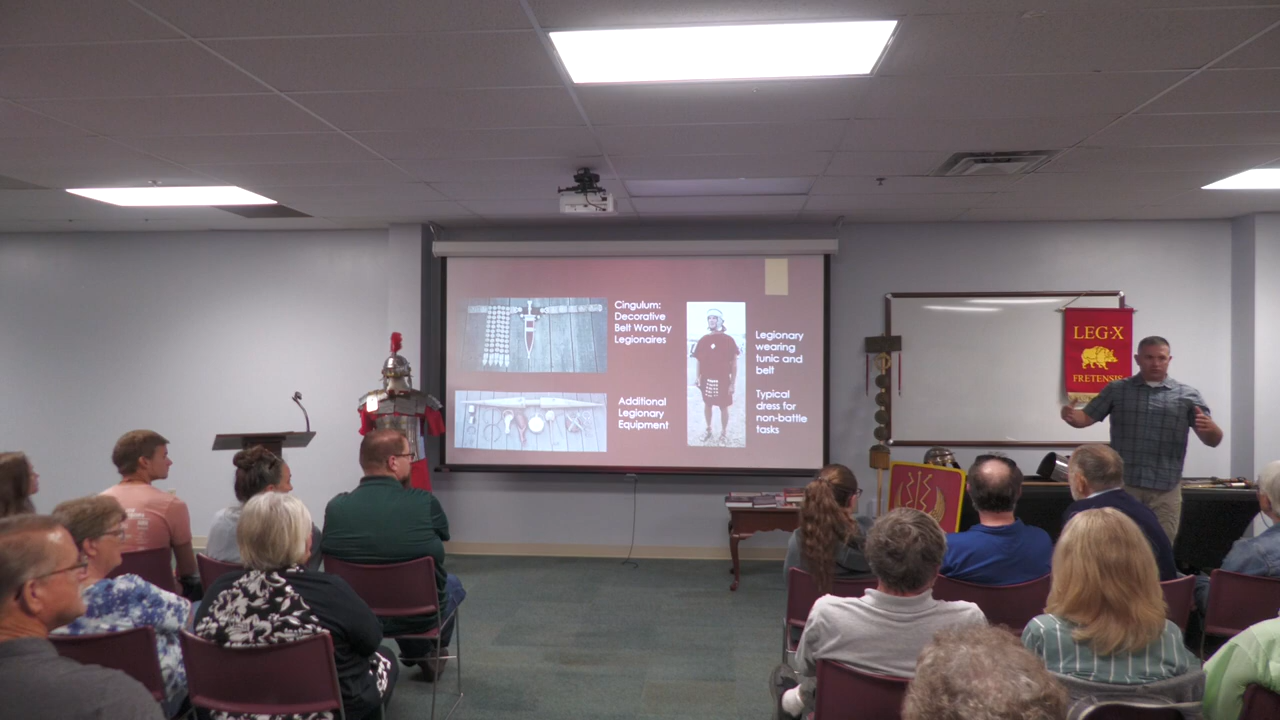 Cingulum:
Decorative
Belt Worn by
Legionaires
Additional
Legionary
Equipment
Legionary
wearing
tunic and
belt
Typical
dress for
non-battle
tasks
LEG·X
FRETENSIS